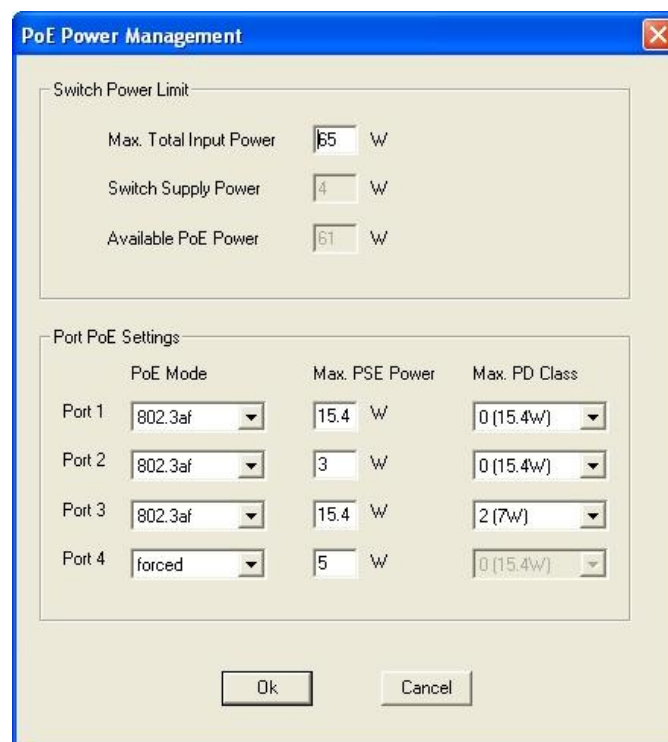 PoE Power Management
Switch Power Limit
Max. Total Input Power 65 W
Switch Supply Power 4 W
Available PoE Power 61 W
Port PoE Settings
PoE Mode Max. PSE Power Max. PD Class
Port 1 802.3af 15.4 W 0 (15.4W)
Port 2 802.3af 3 W 0 (15.4W)
Port 3 802.3af 15.4 W 2 (7W)
Port 4 forced 5 W 0 (15.4W)
Ok Cancel